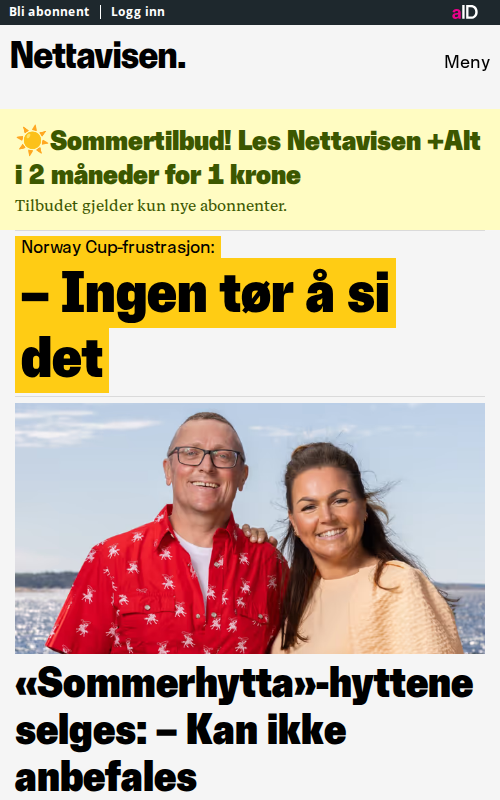 Bli abonnent | Logg inn
aID
Nettavisen.
Meny
☀️Sommertilbud! Les Nettavisen +Alt
i 2 måneder for 1 krone
Tilbudet gjelder kun nye abonnenter.
Norway Cup-frustrasjon:
– Ingen tør å si
det
«Sommerhytta»-hyttene
selges: – Kan ikke
anbefales